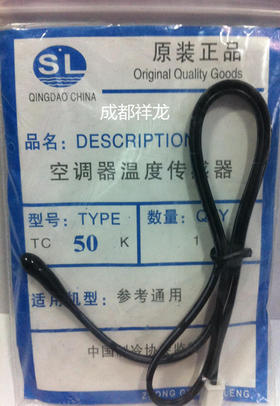 SL
原装正品
Original Quality Goods
QINGDAO CHINA
成都祥龙
品名: DESCRIPTION
空调器温度传感器
型号: TYPE 数量:
TC 50 K 1
适用机型: 参考通用